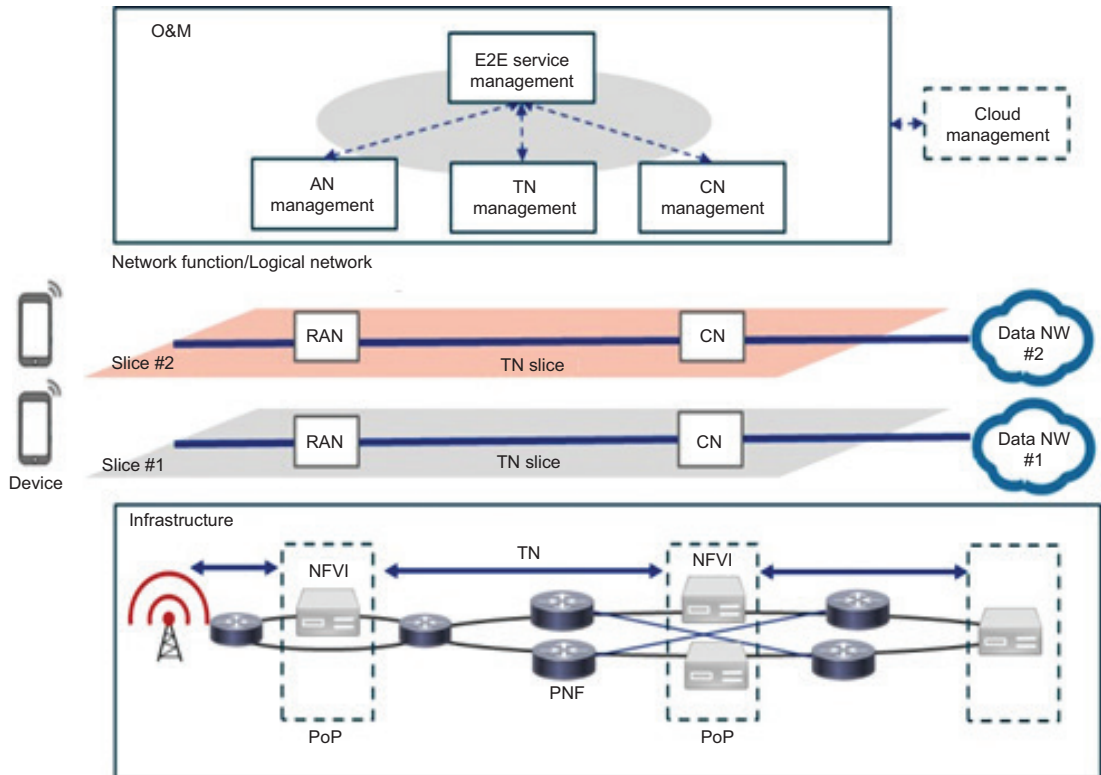 O&M
E2E service
management
Cloud
management
AN
management
TN
management
CN
management
Network function/Logical network
RAN
CN
Data NW
#2
Slice #2
TN slice
RAN
CN
Data NW
#1
Slice #1
TN slice
Device
Infrastructure
TN
NFVI
NFVI
PNF
PoP
PoP